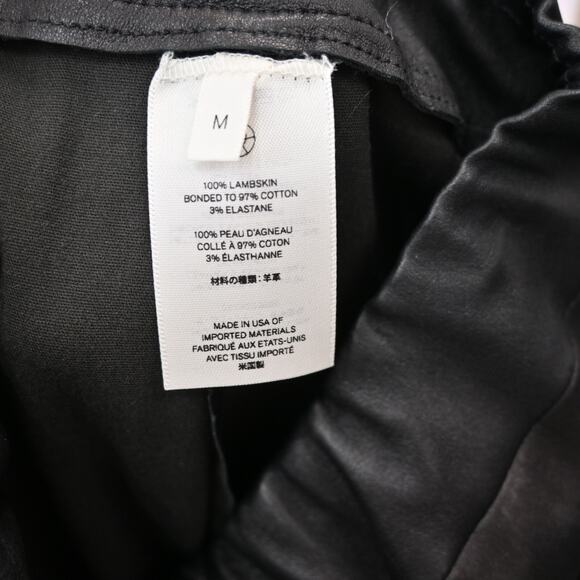 M
100% LAMBSKIN
BONDED TO 97% COTTON
3% ELASTANE
100% PEAU D'AGNEAU
COLLÉ À 97% COTON
3% ÉLASTHANNE
材料の種類：羊革
MADE IN USA OF
IMPORTED MATERIALS
FABRIQUÉ AUX ETATS-UNIS
AVEC TISSU IMPORTÉ
米国製